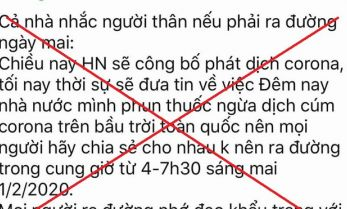 Cả nhà nhắc người thân nếu phải ra đường
ngày mai:
Chiều nay HN sẽ công bố phát dịch corona,
tối nay thời sự sẽ đưa tin về việc Đêm nay
nhà nước mình phun thuốc ngừa dịch cúm
corona trên bầu trời toàn quốc nên mọi
người hãy chia sẻ cho nhau k nên ra đường
trong cung giờ từ 4-7h30 sáng mai
1/2/2020.
Mọi người ra đường nhớ đeo khẩu trang với